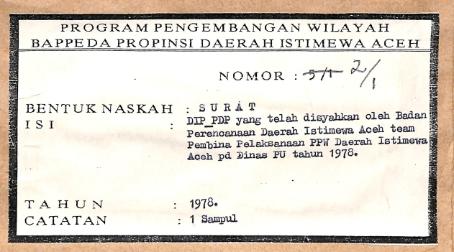 PROGRAM PENGEMBANGAN WILAYAH
BAPPEDA PROPINSI DAERAH ISTIMEWA ACEH
NOMOR : 5/1 2/1
BENTUK NASKAH : SURAT
ISI : DIP_PDP yang telah disyahkan oleh Badan
Perencanaan Daerah Istimewa Aceh team
Pembina Pelaksanaan PPW Daerah Istimewa
Aceh pd Dinas PU tahun 1978.
TAHUN : 1978.
CATATAN : 1 Sampul